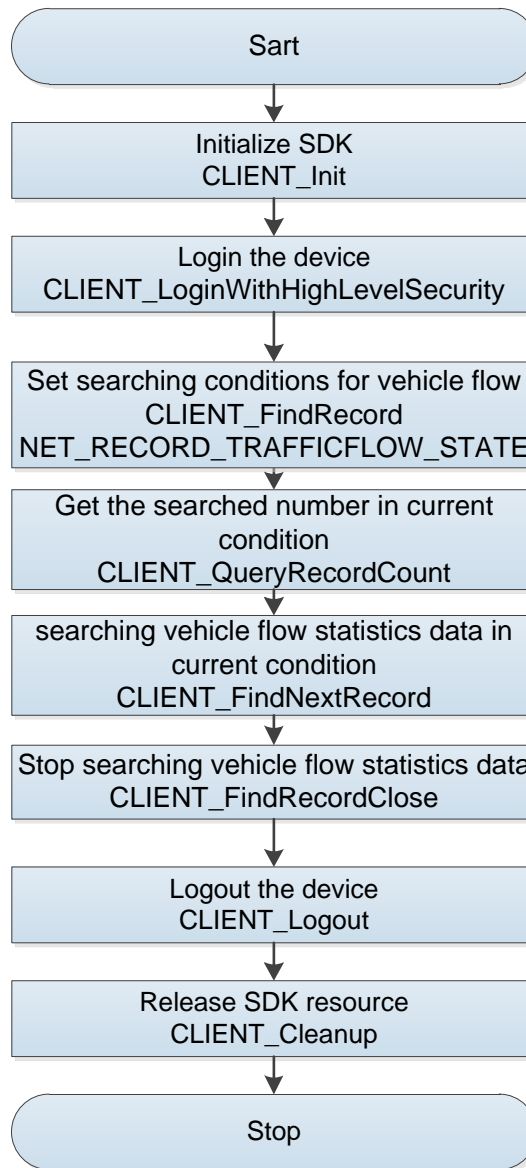 Sart
Initialize SDK
CLIENT_Init
Login the device
CLIENT_LoginWithHighLevelSecurity
Set searching conditions for vehicle flow
CLIENT_FindRecord
NET_RECORD_TRAFFICFLOW_STATE
Get the searched number in current
condition
CLIENT_QueryRecordCount
searching vehicle flow statistics data in
current condition
CLIENT_FindNextRecord
Stop searching vehicle flow statistics data
CLIENT_FindRecordClose
Logout the device
CLIENT_Logout
Release SDK resource
CLIENT_Cleanup
Stop